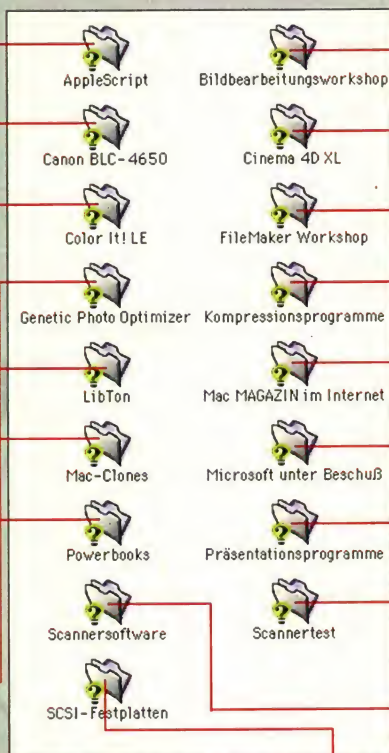 AppleScript
Bildbearbeitungsworkshop
Canon BLC-4650
Cinema 4D XL
Color It! LE
FileMaker Workshop
Genetic Photo Optimizer
Kompressionsprogramme
LibTon
Mac MAGAZIN im Internet
Mac-Clones
Microsoft unter Beschuß
Powerbooks
Präsentationsprogramme
Scannersoftware
Scannertest
SCSI-Festplatten